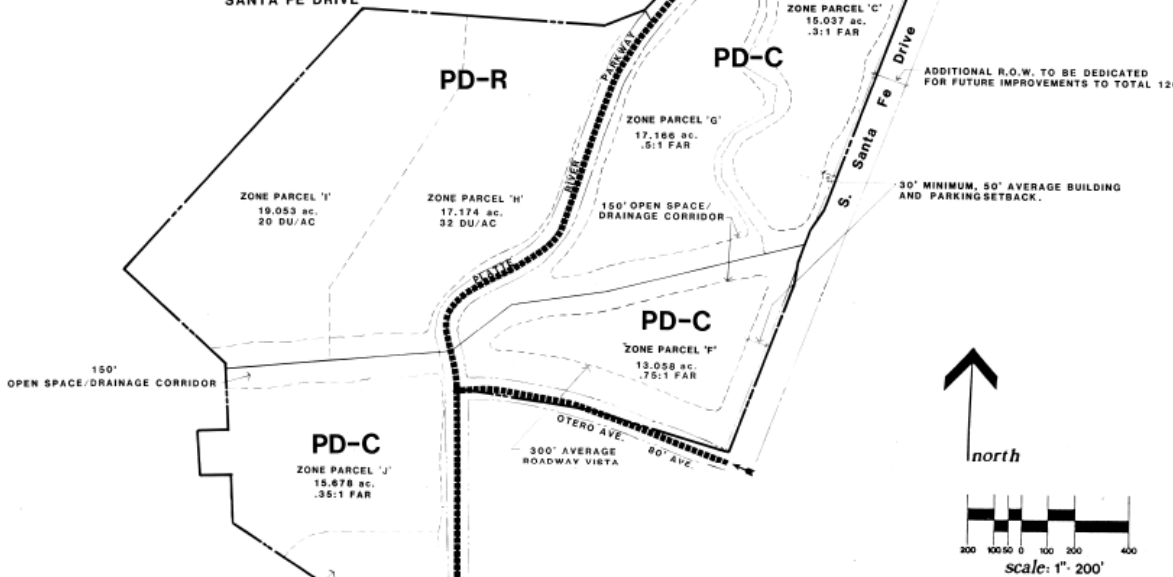 SANTA FE DRIVE
ZONE PARCEL 'C'
15.037 ac.
.3:1 FAR
PD-C
PD-R
PARKWAY
S. Santa Fe Drive
ADDITIONAL R.O.W. TO BE DEDICATED
FOR FUTURE IMPROVEMENTS TO TOTAL
ZONE PARCEL 'G'
17.166 ac.
.5:1 FAR
RIVER
30' MINIMUM, 50' AVERAGE BUILDING
AND PARKING SETBACK.
ZONE PARCEL 'I'
19.053 ac.
20 DU/AC
ZONE PARCEL 'H'
17.174 ac.
32 DU/AC
150' OPEN SPACE/
DRAINAGE CORRIDOR
PLATTE
PD-C
ZONE PARCEL 'F'
13.058 ac.
.75:1 FAR
150'
OPEN SPACE/DRAINAGE CORRIDOR
OTERO AVE.
80' AVE.
300' AVERAGE
ROADWAY VISTA
PD-C
ZONE PARCEL 'J'
15.678 ac.
.35:1 FAR
north
200 100 50 0 100 200 400
scale: 1"- 200'